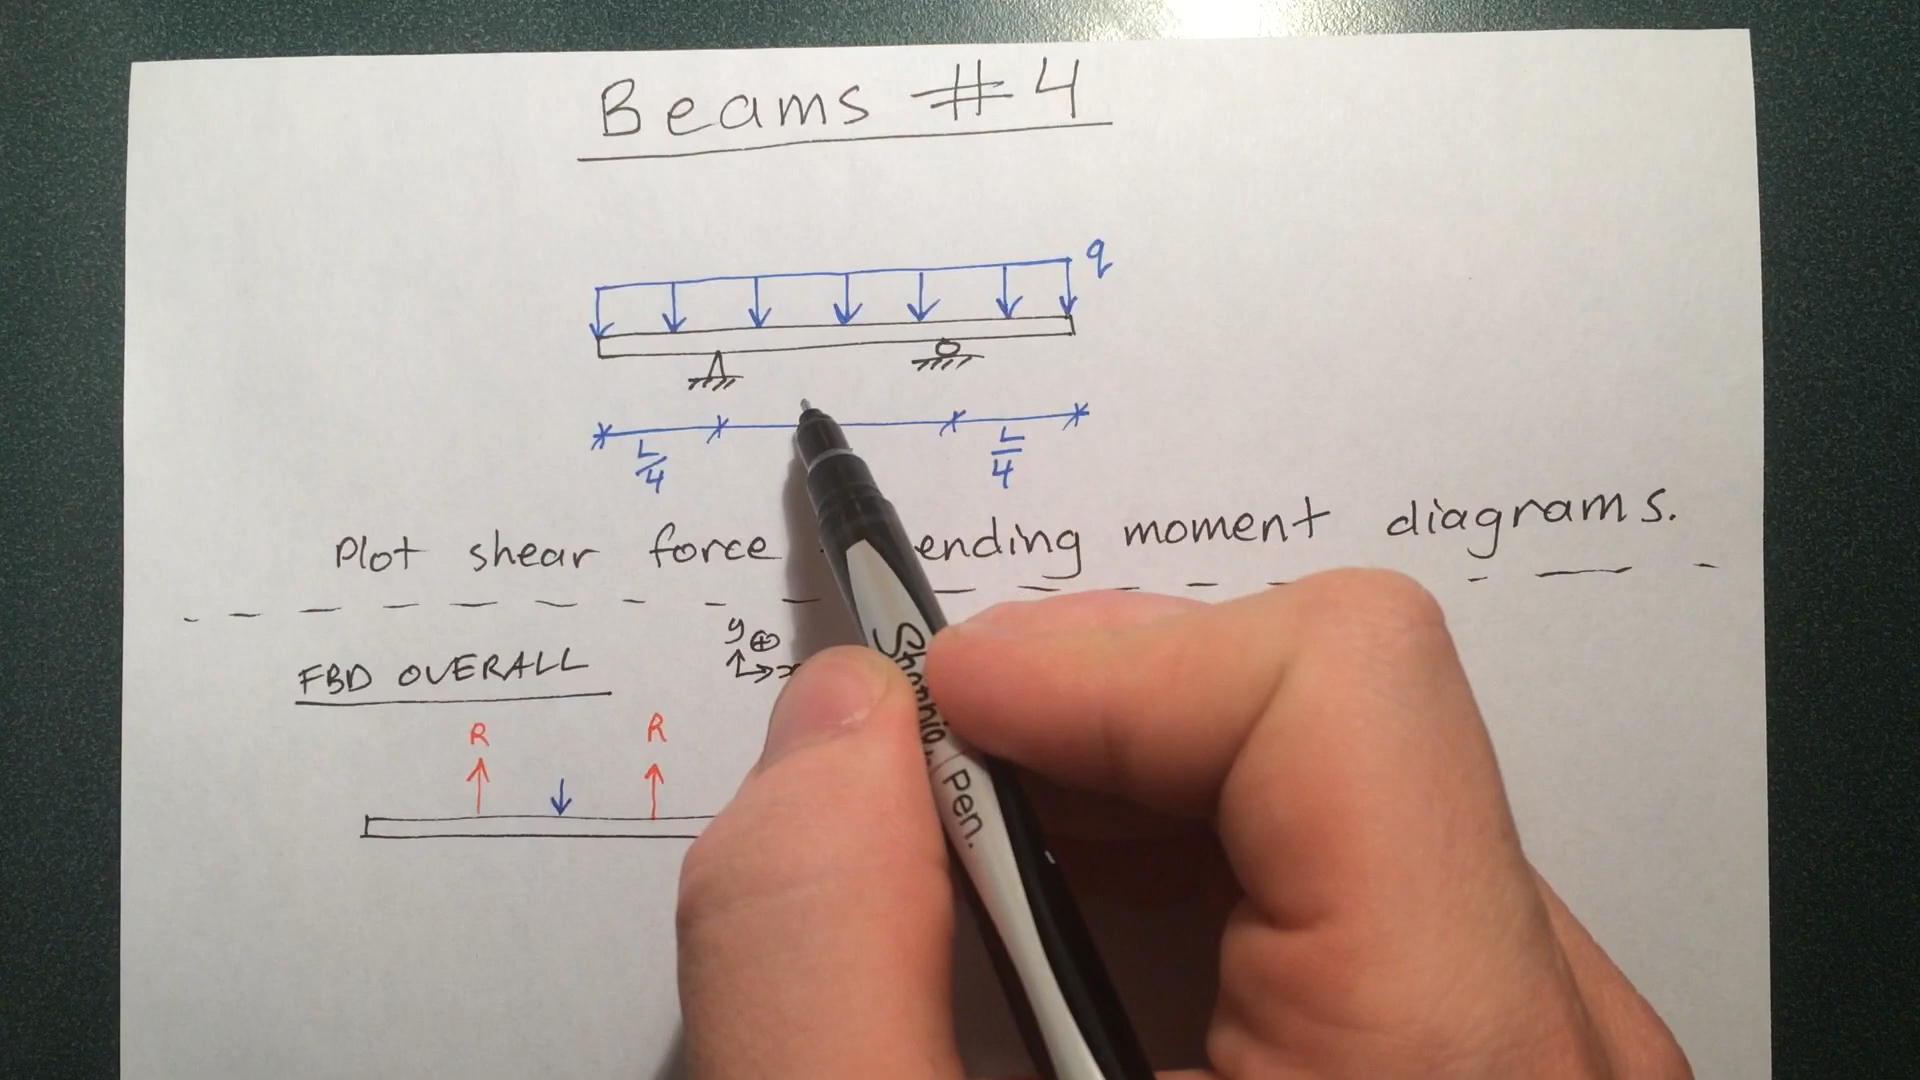 Beams #4
q
L/4
L/4
Plot shear force ending moment diagrams.
FBD OVERALL
y
x
R R
Sharpie. Pen.